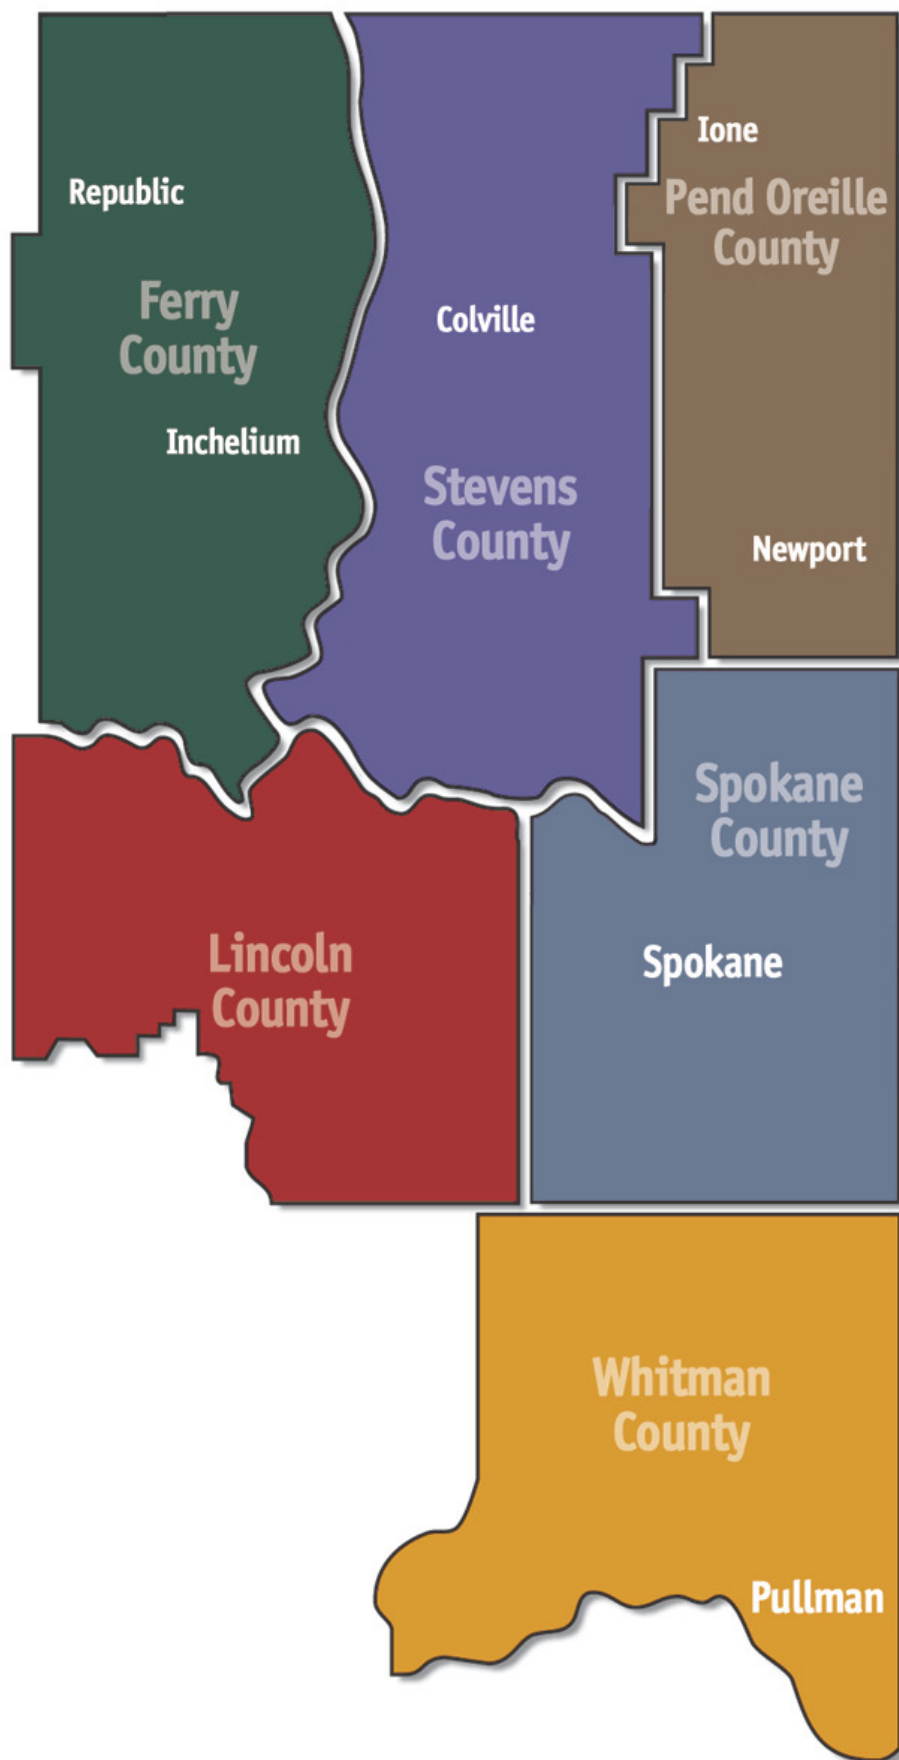 Ione
Republic
Pend Oreille
County
Ferry
County
Colville
Inchelium
Stevens
County
Newport
Spokane
County
Lincoln
County
Spokane
Whitman
County
Pullman